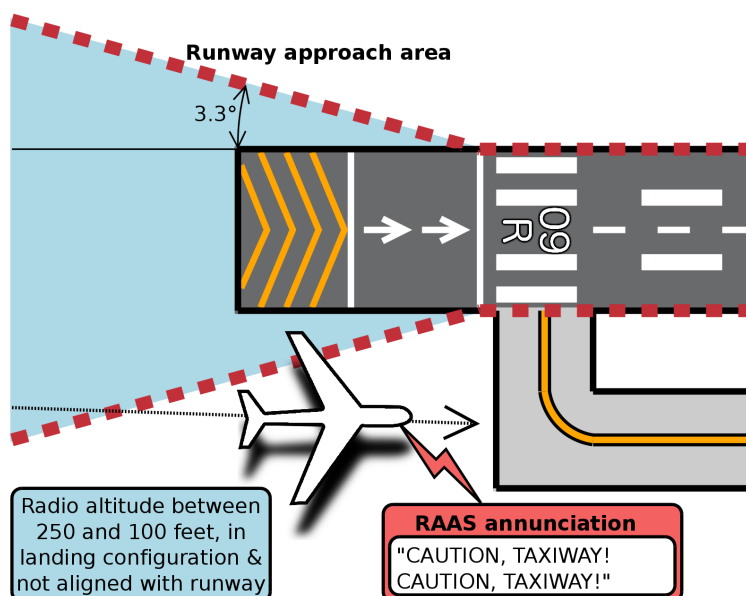 Runway approach area
3.3°
09
R
Radio altitude between
250 and 100 feet, in
landing configuration &
not aligned with runway
RAAS annunciation
"CAUTION, TAXIWAY!
CAUTION, TAXIWAY!"